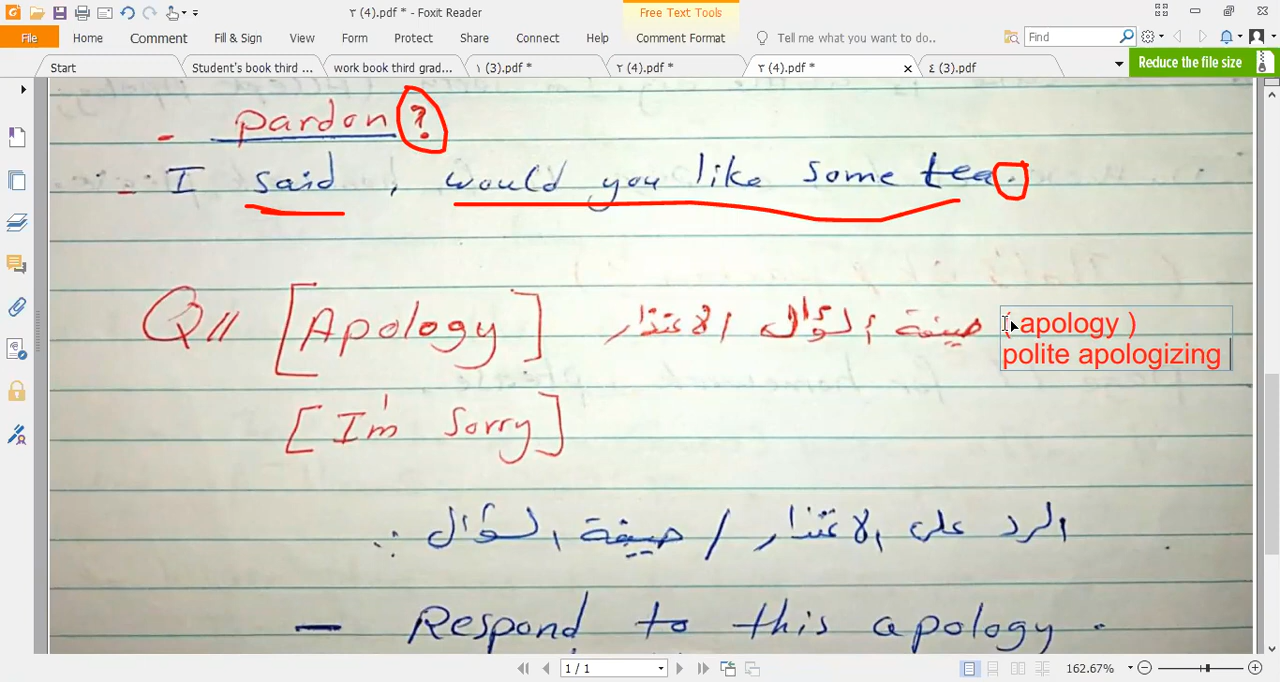 ٣ (4).pdf * - Foxit Reader
Free Text Tools
File Home Comment Fill & Sign View Form Protect Share Connect Help Comment Format Tell me what you want to do.. Find
Start Student's book third ... work book third grad... ١ (3).pdf * ٢ (4).pdf * ٣ (4).pdf * ٤ (3).pdf Reduce the file size
- pardon ?
- I said , would you like some tea.
Q11 [Apology] صيغة السؤال الاعتذار ( apology )
polite apologizing
[I'm Sorry]
الرد على الاعتذار / صيغة السؤال :.
- Respond to this apology .
1 / 1 162.67%